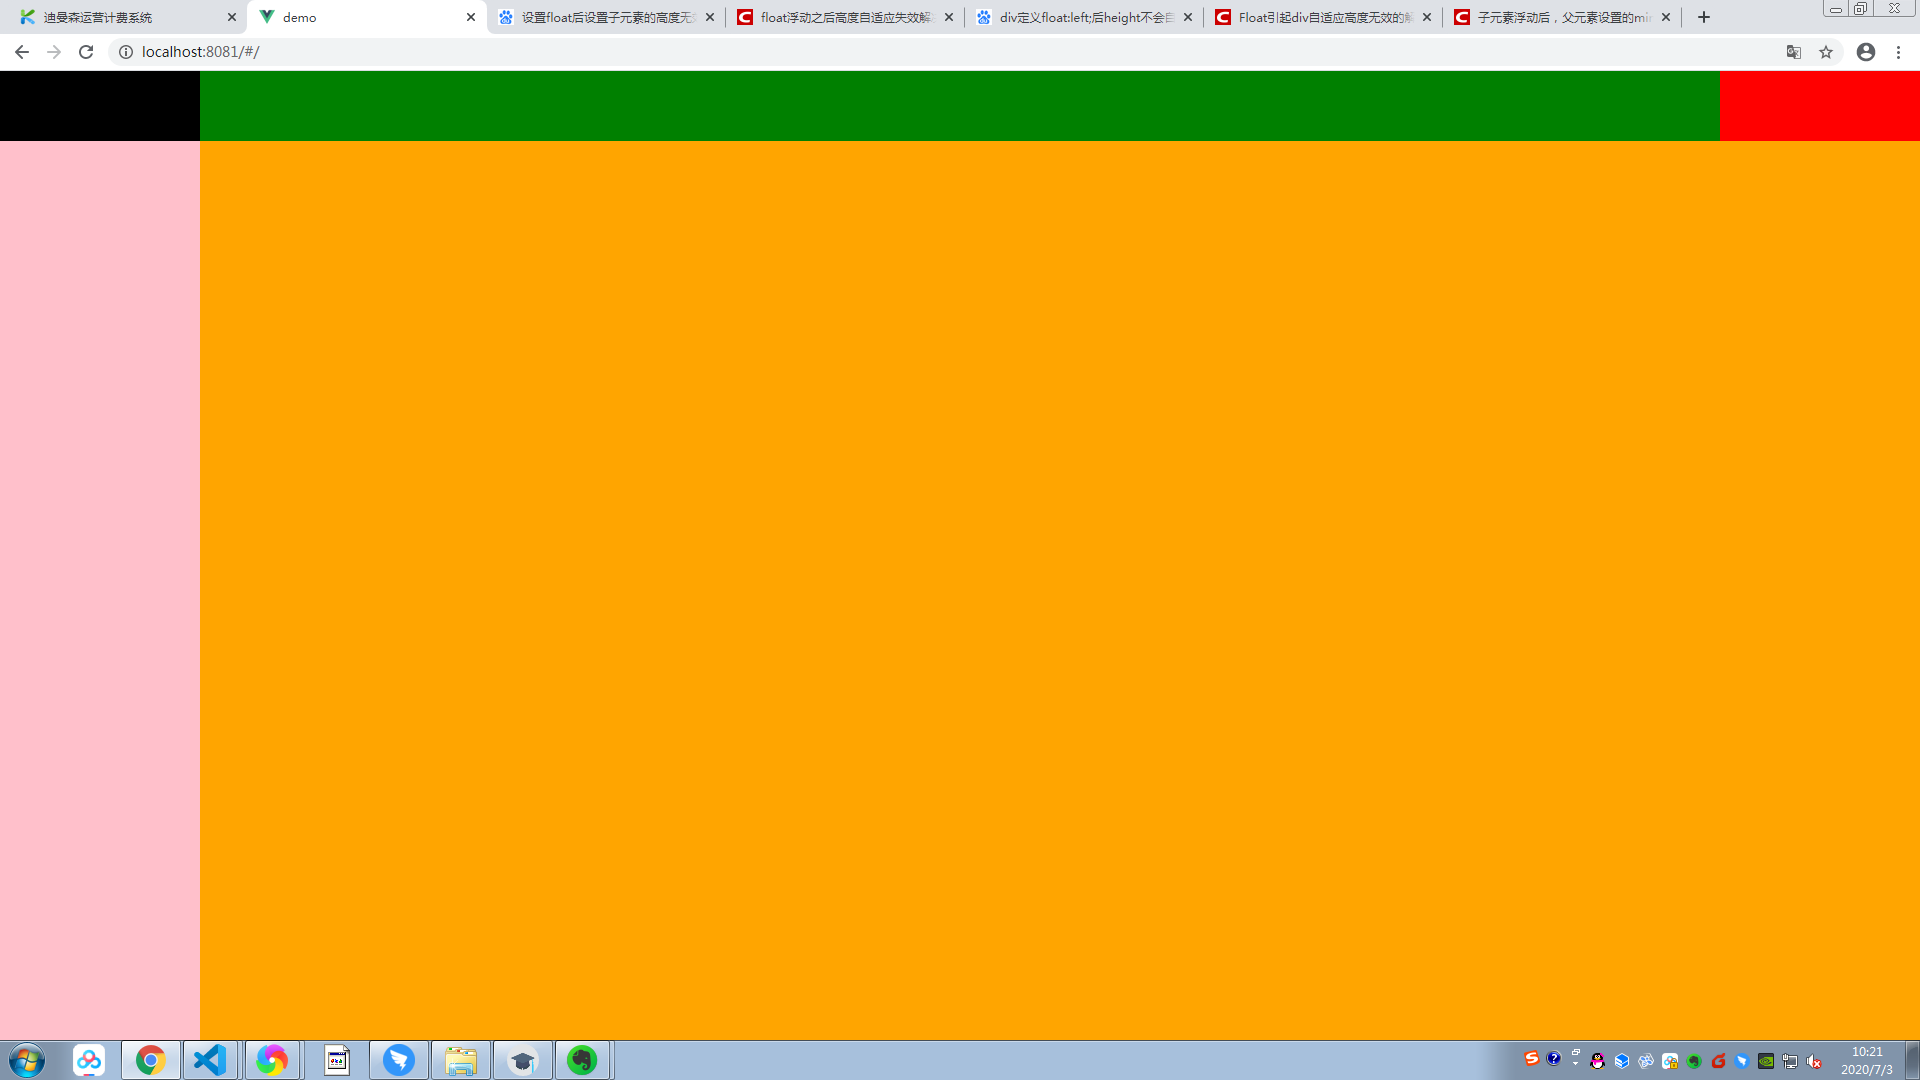 迪曼森运营计费系统
demo
设置float后设置子元素的高度无
float浮动之后高度自适应失效解
div定义float:left;后height不会自
Float引起div自适应高度无效的
子元素浮动后，父元素设置的mi
localhost:8081/#/
10:21
2020/7/3